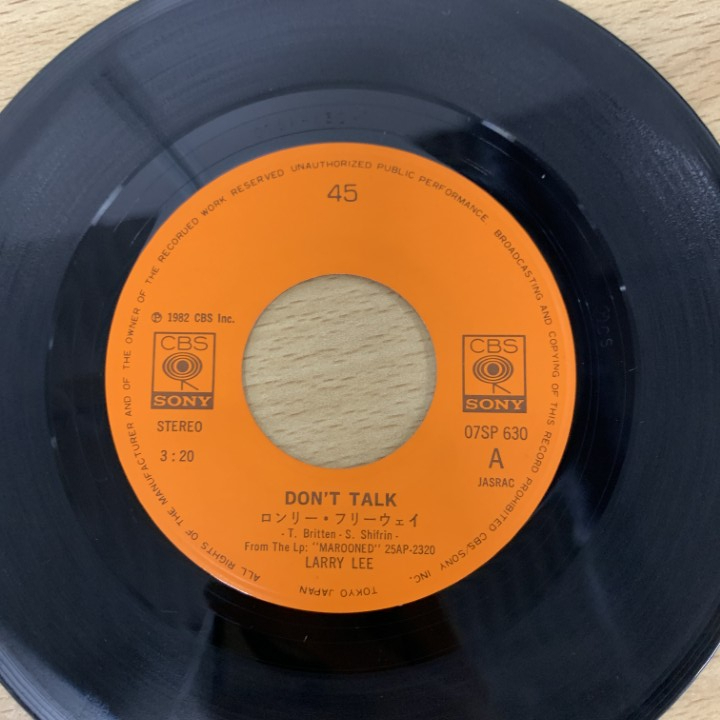 ALL RIGHTS OF THE MANUFACTURER AND OF THE OWNER OF THE RECORDED WORK RESERVED UNAUTHORIZED PUBLIC PERFORMANCE BROADCASTING AND COPYING OF THIS RECORD PROHIBITED CBS/SONY INC.
TOKYO JAPAN
45
℗ 1982 CBS Inc.
CBS
SONY
STEREO
3:20
CBS
SONY
07SP 630
A
JASRAC
DON'T TALK
ロンリー・フリーウェイ
- T. Britten - S. Shifrin -
From The Lp: "MAROONED" 25AP-2320
LARRY LEE